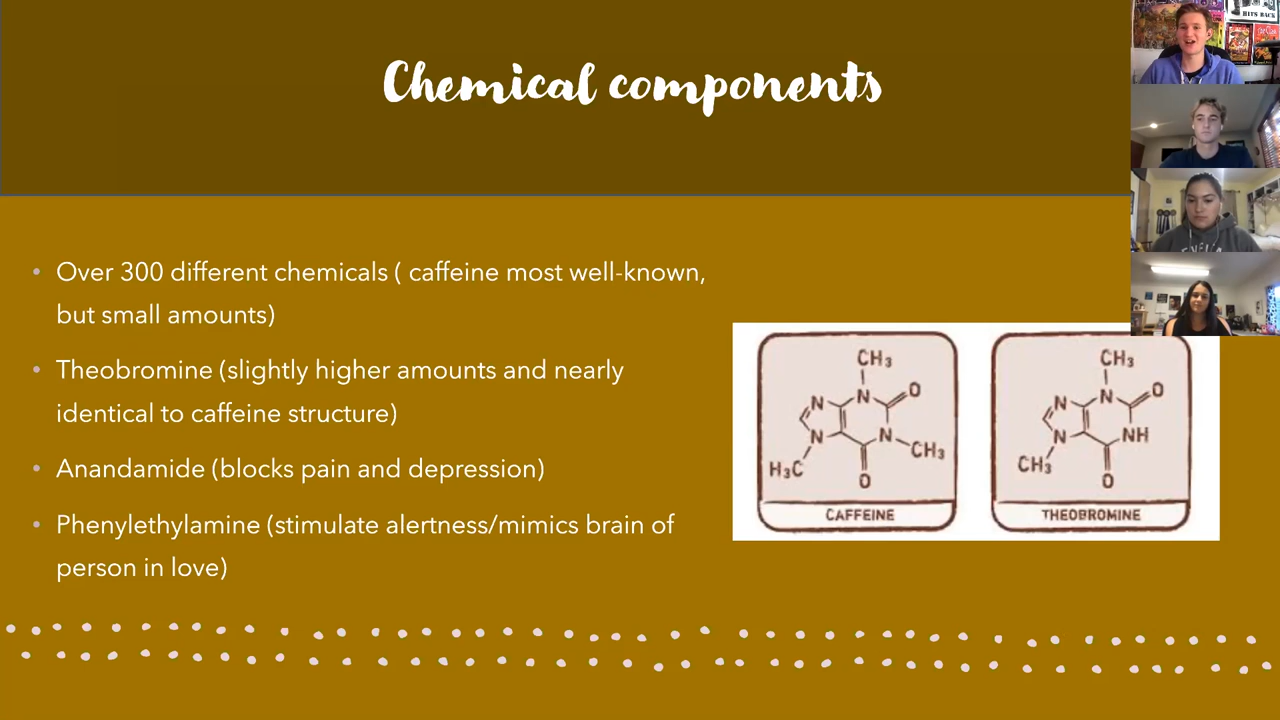 Chemical components
HITS BACK
• Over 300 different chemicals ( caffeine most well-known,
but small amounts)
• Theobromine (slightly higher amounts and nearly
identical to caffeine structure)
• Anandamide (blocks pain and depression)
• Phenylethylamine (stimulate alertness/mimics brain of
person in love)
CH₃
N
N
O
N
N
CH₃
H₃C
O
CAFFEINE
CH₃
N
N
O
N
NH
CH₃
O
THEOBROMINE